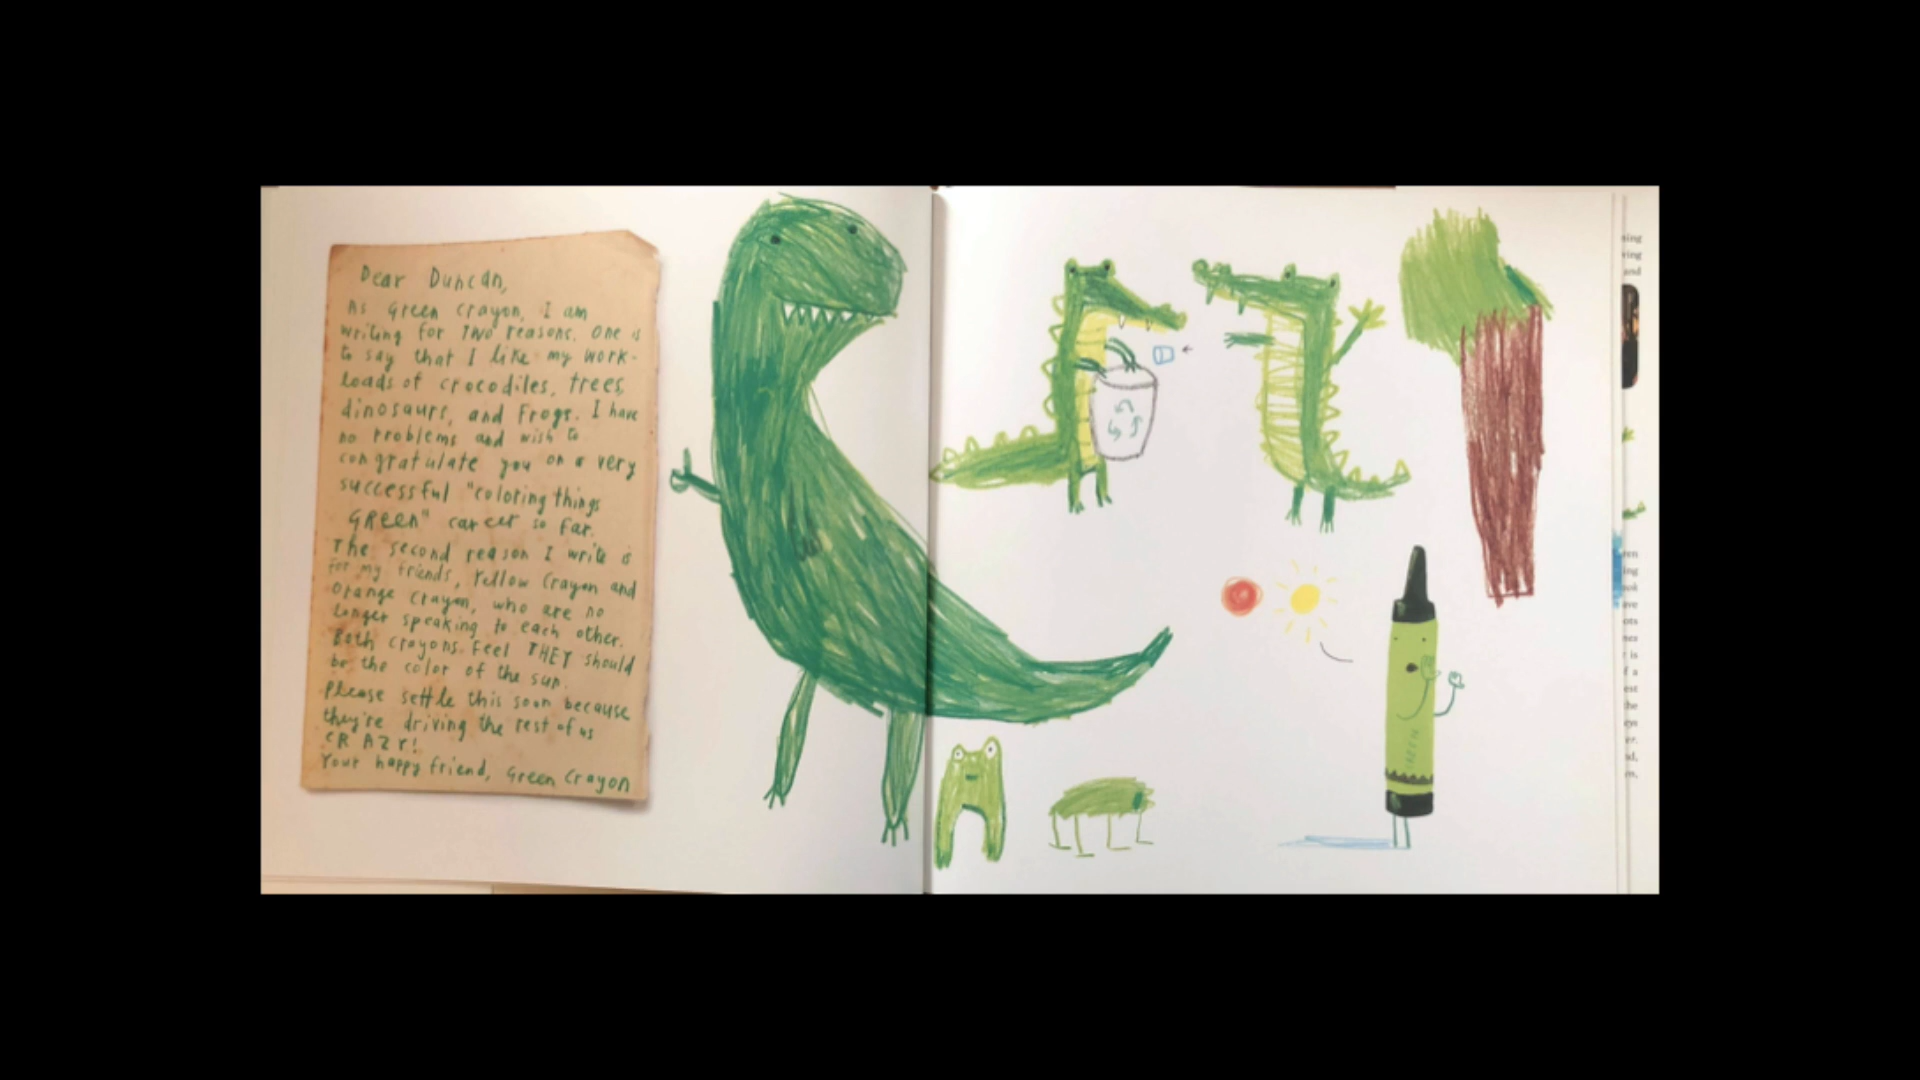 Dear Duncan,
As Green Crayon, I am
writing for two reasons. One is
to say that I like my work-
loads of crocodiles, trees,
dinosaurs, and frogs. I have
no problems and wish to
congratulate you on a very
successful "coloring things
GReen" career so far.
The second reason I write is
for my friends, Yellow Crayon and
Orange Crayon, who are no
longer speaking to each other.
Both crayons feel THEY should
be the color of the sun.
Please settle this soon because
they're driving the rest of us
CRAZY!
Your happy friend, Green Crayon